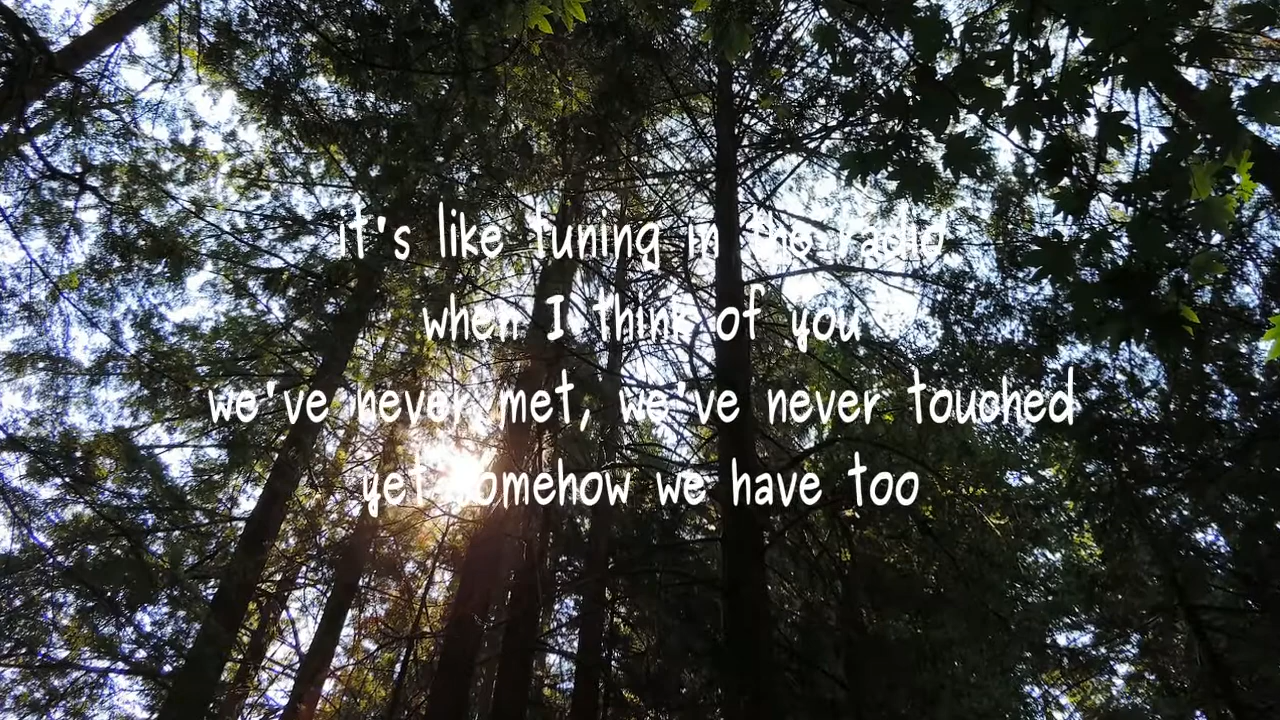 it's like tuning in the radio
when I think of you
we've never met, we've never touched
yet somehow we have too